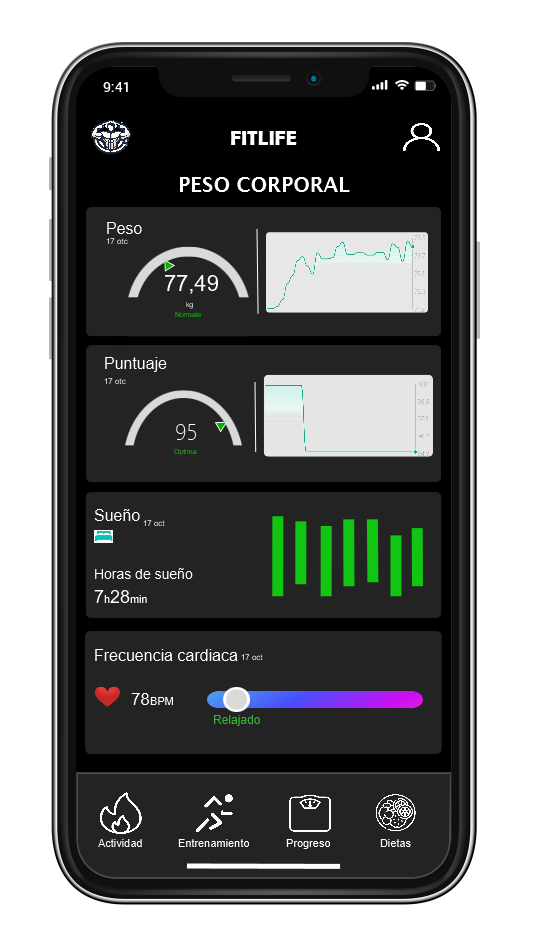 9:41
FITLIFE
PESO CORPORAL
Peso
17 otc
77,49
kg
Normale
Puntuaje
17 otc
95
Optima
Sueño 17 oct
Horas de sueño
7h28min
Frecuencia cardiaca 17 oct
78BPM
Relajado
Actividad
Entrenamiento
Progreso
Dietas